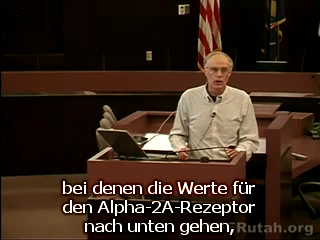 bei denen die Werte für
den Alpha-2A-Rezeptor
nach unten gehen,
Rutah.org